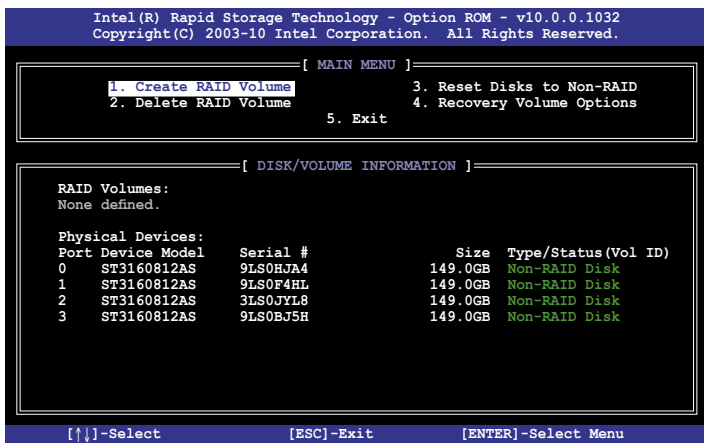 Intel(R) Rapid Storage Technology - Option ROM - v10.0.0.1032
Copyright(C) 2003-10 Intel Corporation. All Rights Reserved.
[ MAIN MENU ]
1. Create RAID Volume 3. Reset Disks to Non-RAID
2. Delete RAID Volume 4. Recovery Volume Options
5. Exit
[ DISK/VOLUME INFORMATION ]
RAID Volumes:
None defined.
Physical Devices:
Port Device Model Serial # Size Type/Status(Vol ID)
0 ST3160812AS 9LS0HJA4 149.0GB Non-RAID Disk
1 ST3160812AS 9LS0F4HL 149.0GB Non-RAID Disk
2 ST3160812AS 3LS0JYL8 149.0GB Non-RAID Disk
3 ST3160812AS 9LS0BJ5H 149.0GB Non-RAID Disk
[↑↓]-Select [ESC]-Exit [ENTER]-Select Menu